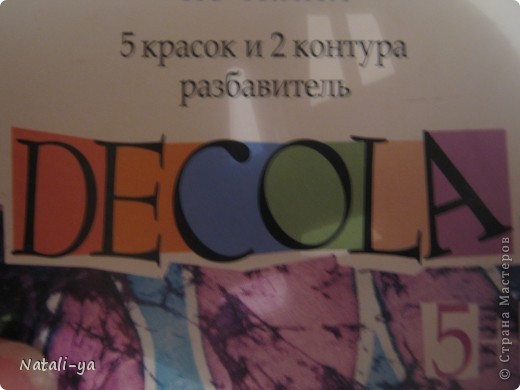 5 красок и 2 контура
разбавитель
DECOLA
5
Natali-ya
© Страна Мастеров